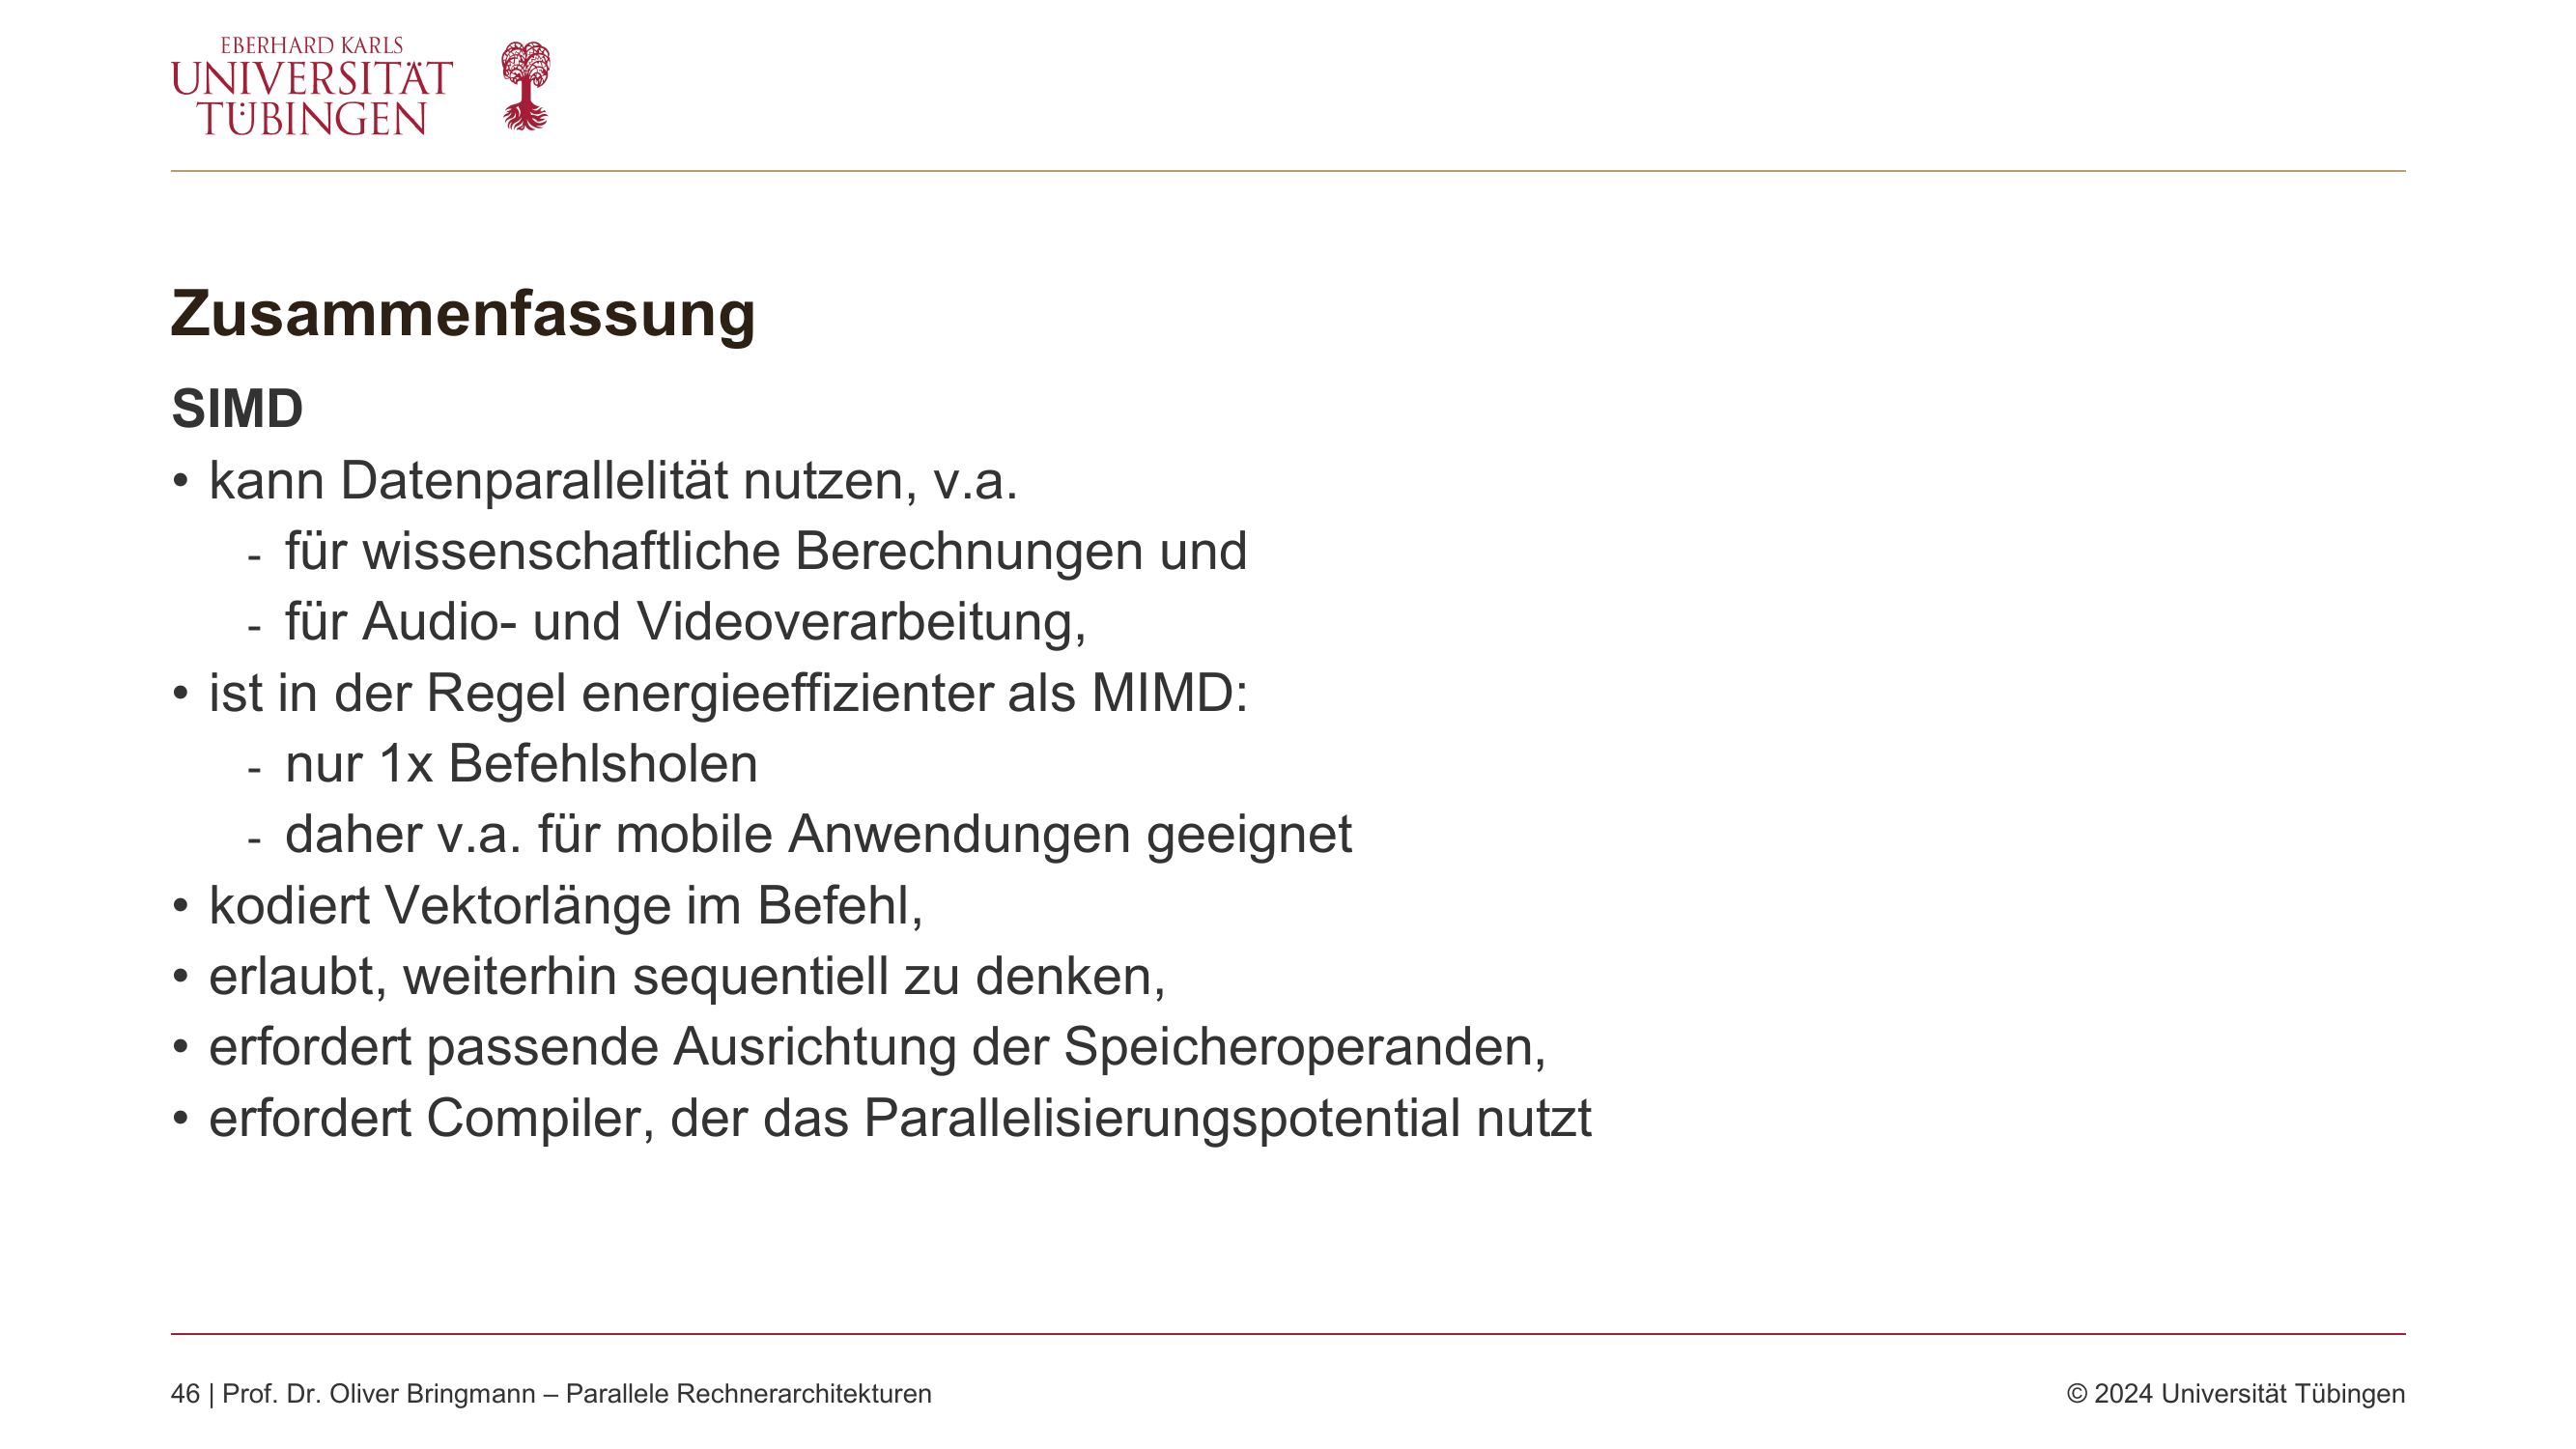 EBERHARD KARLS
UNIVERSITÄT
TÜBINGEN
Zusammenfassung
SIMD
• kann Datenparallelität nutzen, v.a.
- für wissenschaftliche Berechnungen und
- für Audio- und Videoverarbeitung,
• ist in der Regel energieeffizienter als MIMD:
- nur 1x Befehlsholen
- daher v.a. für mobile Anwendungen geeignet
• kodiert Vektorlänge im Befehl,
• erlaubt, weiterhin sequentiell zu denken,
• erfordert passende Ausrichtung der Speicheroperanden,
• erfordert Compiler, der das Parallelisierungspotential nutzt
46 | Prof. Dr. Oliver Bringmann – Parallele Rechnerarchitekturen
© 2024 Universität Tübingen